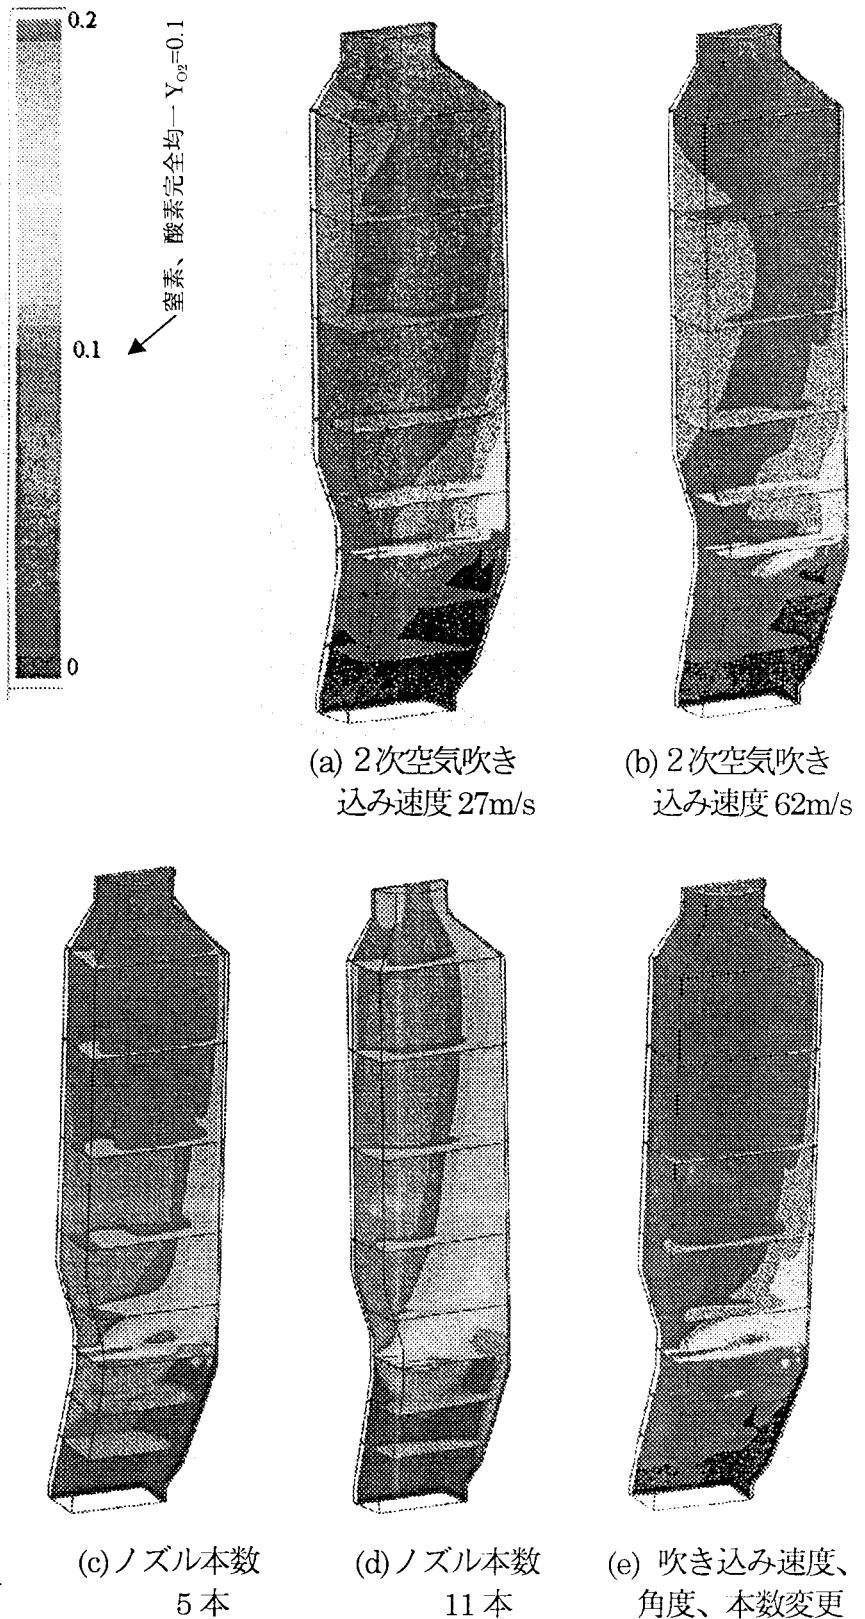 0.2
0.1
0
窒素、酸素完全均一 Y_{O2}=0.1
(a) 2次空気吹き
込み速度 27m/s
(b) 2次空気吹き
込み速度 62m/s
(c) ノズル本数
5 本
(d) ノズル本数
11 本
(e) 吹き込み速度、
角度、本数変更